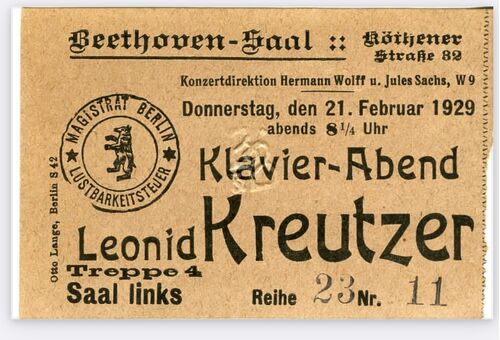 Beethoven-Saal :: Köthener
Straße 32
Konzertdirektion Hermann Wolff u. Jules Sachs, W 9
Donnerstag, den 21. Februar 1929
abends 8 1/4 Uhr
MAGISTRAT BERLIN
LUSTBARKEITSTEUER
Klavier-Abend
Leonid Kreutzer
Treppe 4
Saal links
Reihe 23 Nr. 11
Otto Lange, Berlin S 42